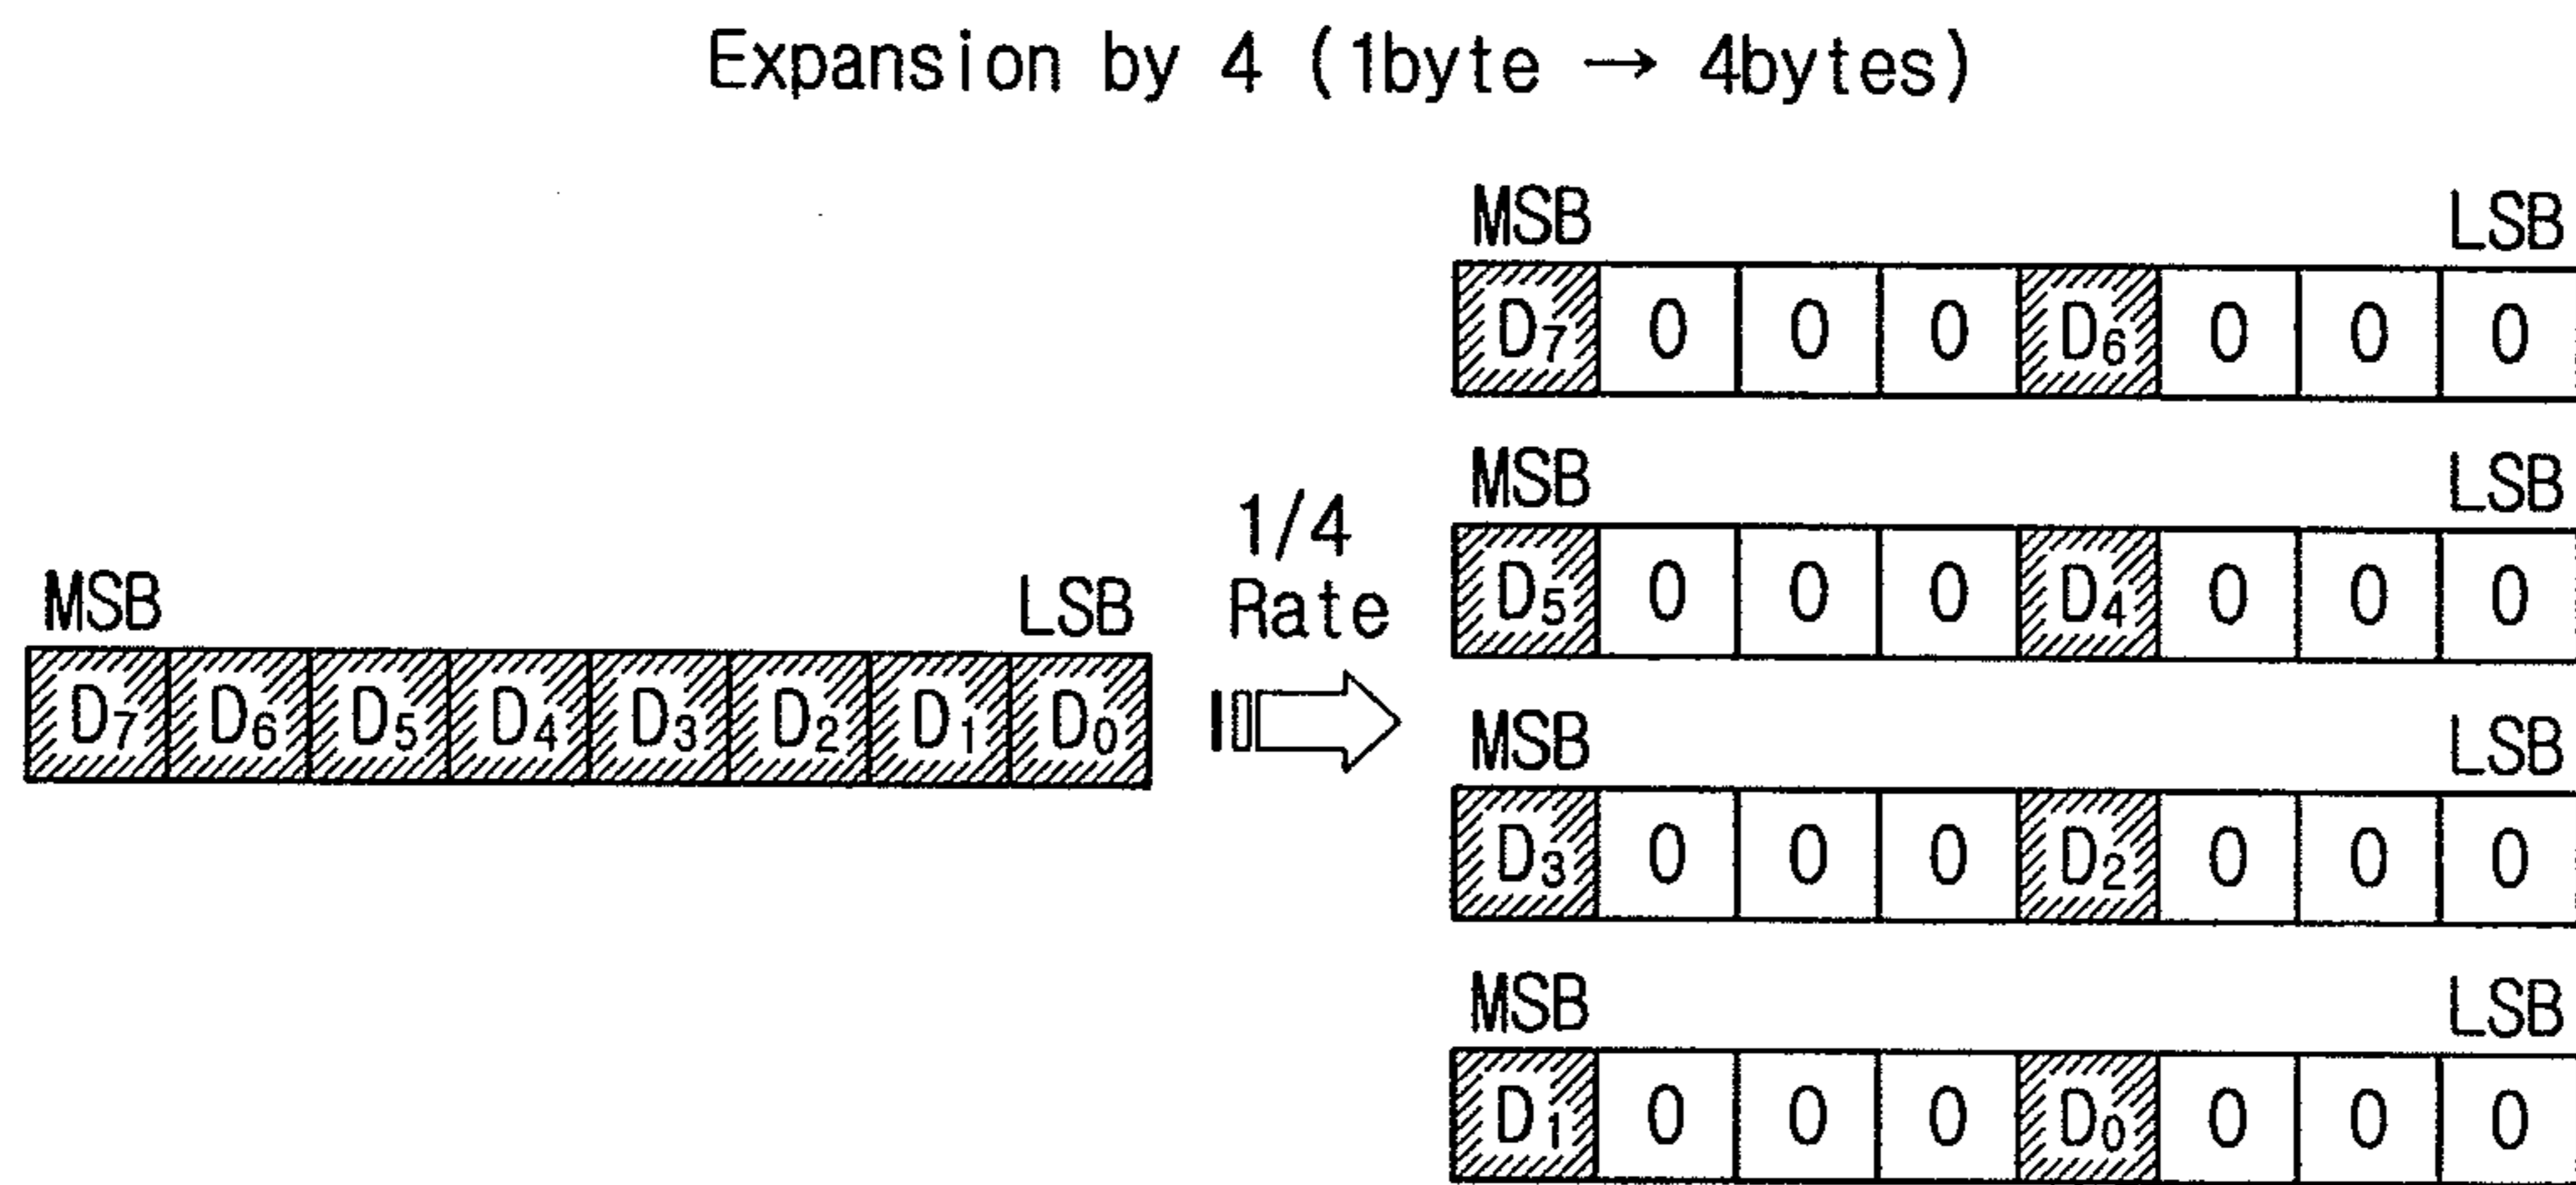 Expansion by 4 (1byte → 4bytes)
MSB LSB
D7 0 0 0 D6 0 0 0
MSB LSB
D5 0 0 0 D4 0 0 0
1/4
Rate
MSB LSB
D7 D6 D5 D4 D3 D2 D1 D0
MSB LSB
D3 0 0 0 D2 0 0 0
MSB LSB
D1 0 0 0 D0 0 0 0